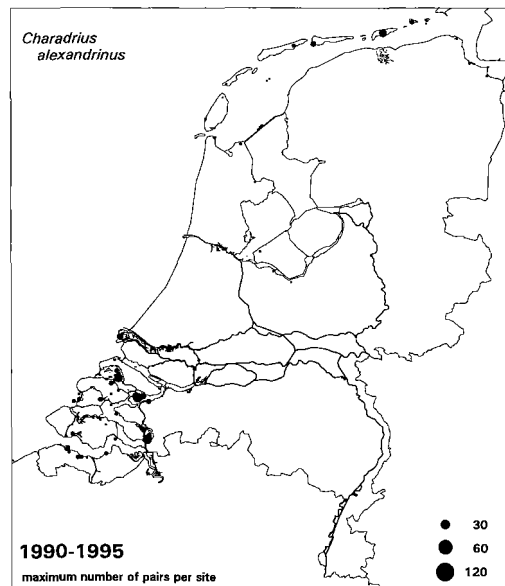 Charadrius
alexandrinus
30
60
1990-1995
120
maximum number of pairs per site